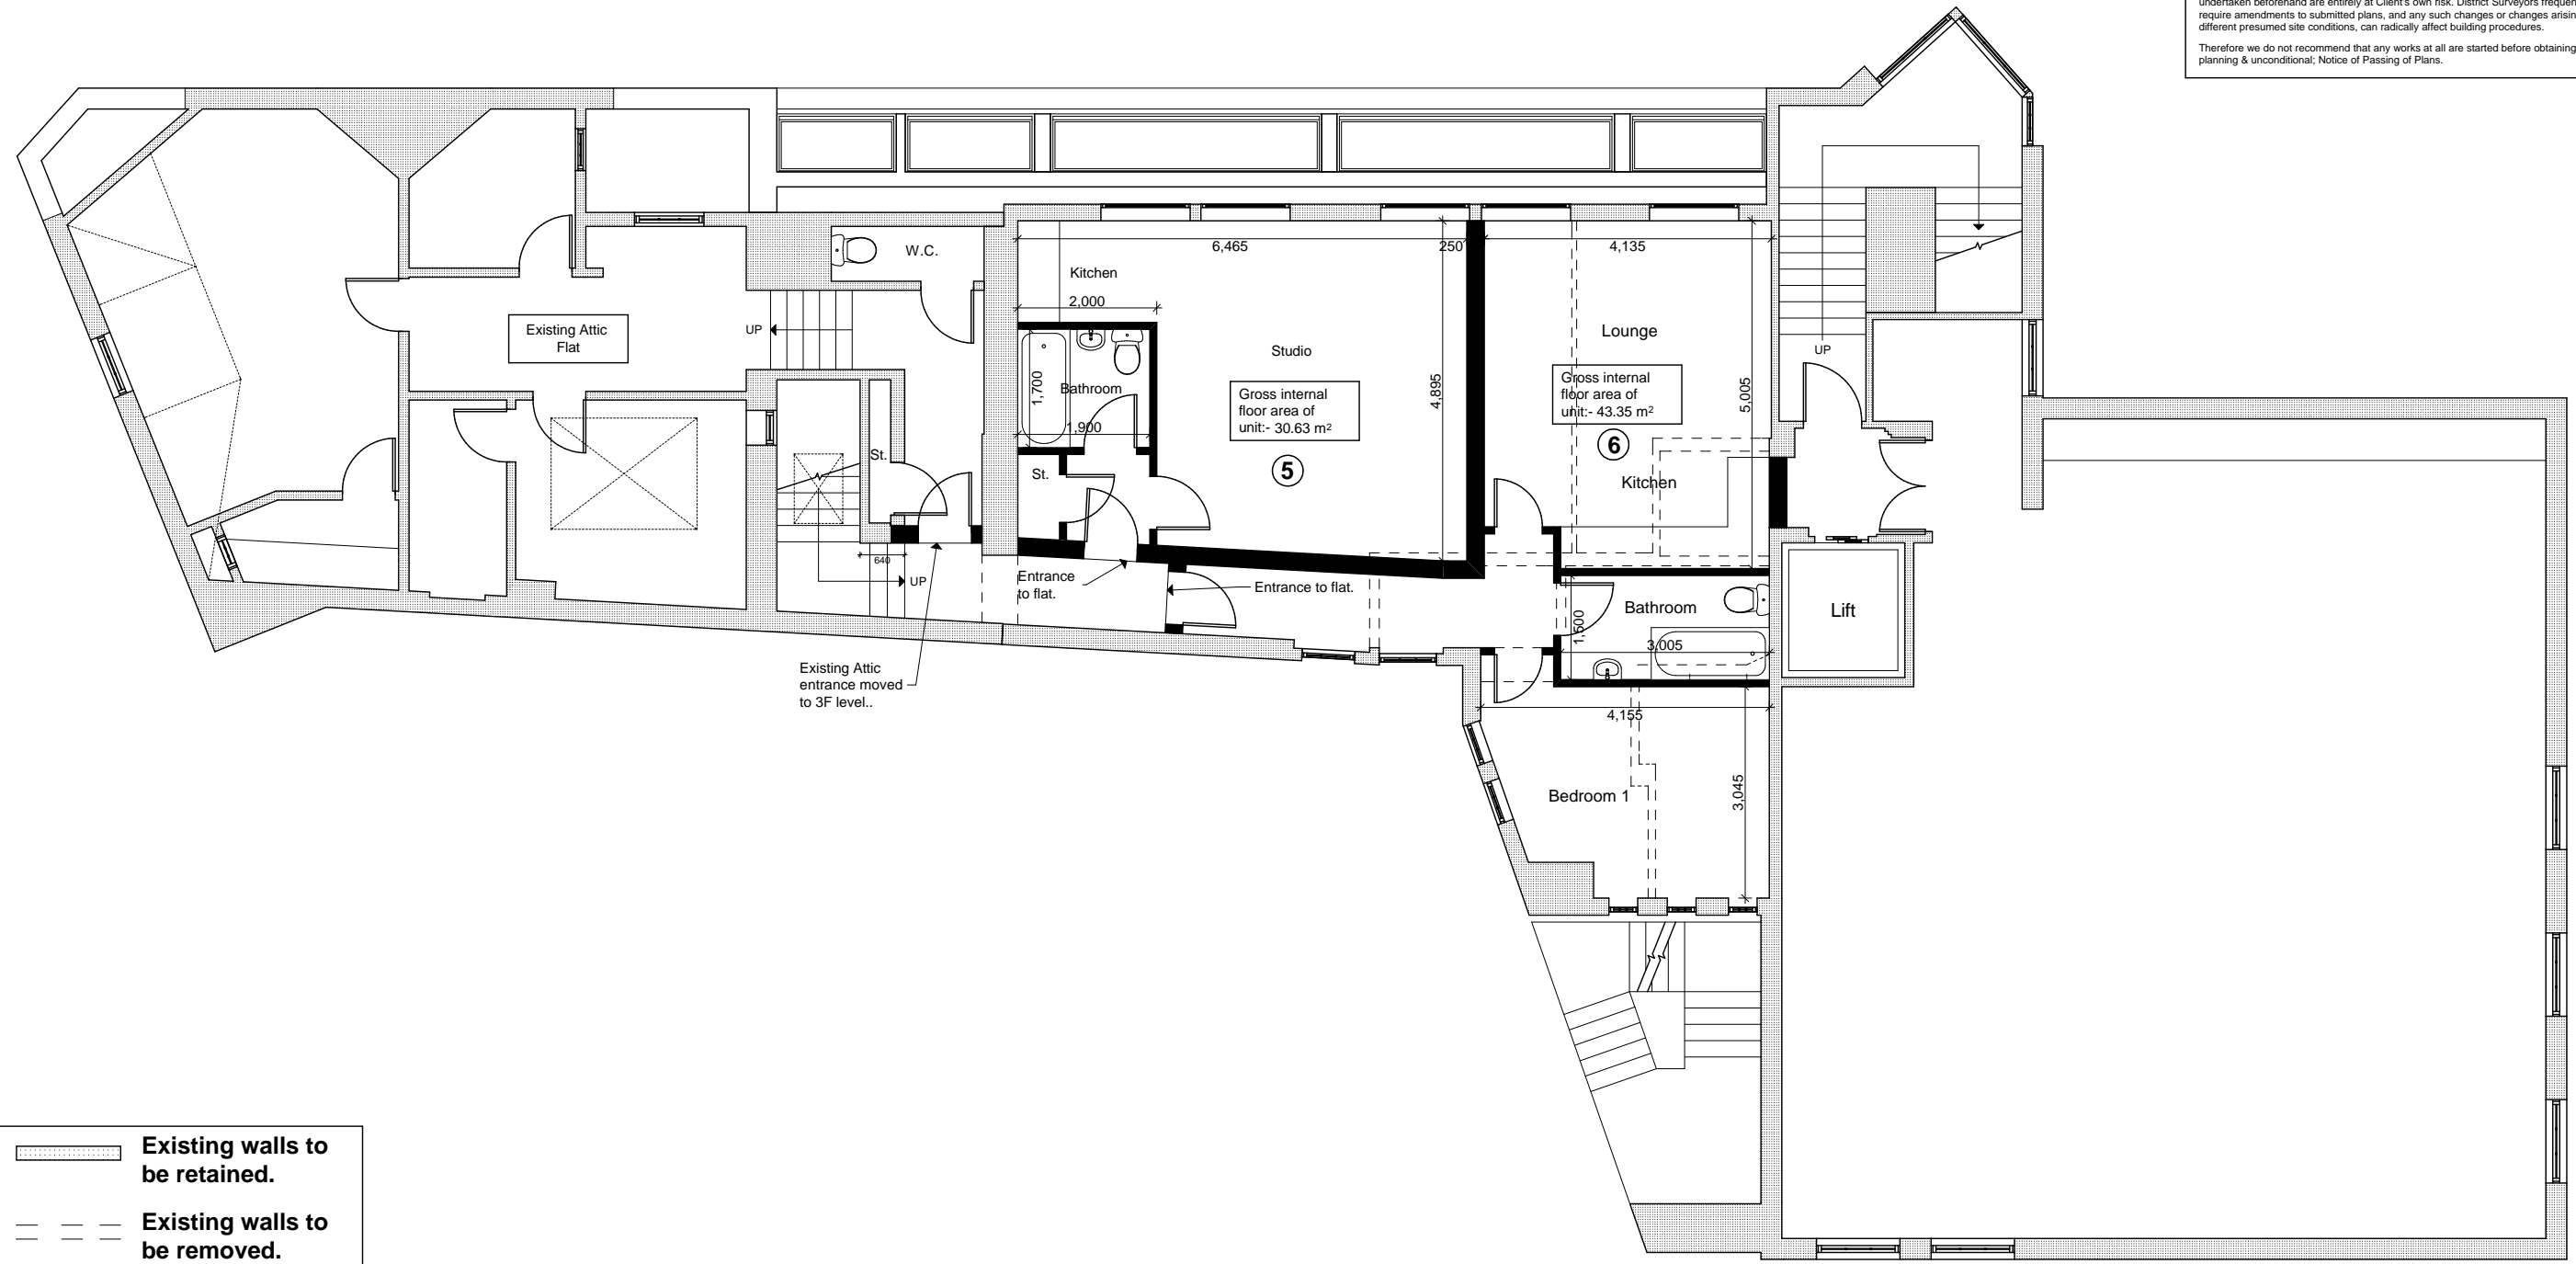 undertaken beforehand are entirely at Client's own risk. District Surveyors
require amendments to submitted plans, and any such changes or changes
different presumed site conditions, can radically affect building procedures.
Therefore we do not recommend that any works at all are started before obtaining
planning & unconditional; Notice of Passing of Plans.
W.C.
6,465
250
4,135
Kitchen
2,000
Existing Attic
Flat
UP
Lounge
Studio
UP
1,700
Bathroom
4,895
5,005
Gross internal
floor area of
unit:- 30.63 m²
Gross internal
floor area of
unit:- 43.35 m²
1,900
6
St.
St.
5
Kitchen
640
UP
Entrance
to flat.
Entrance to flat.
Bathroom
Lift
1,500
3,005
Existing Attic
entrance moved
to 3F level..
4,155
Bedroom 1
3,045
Existing walls to
be retained.
Existing walls to
be removed.